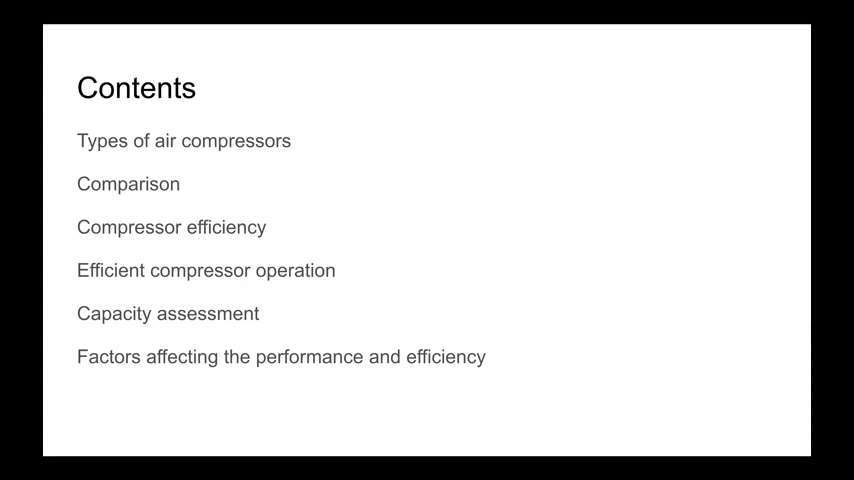 Contents
Types of air compressors
Comparison
Compressor efficiency
Efficient compressor operation
Capacity assessment
Factors affecting the performance and efficiency